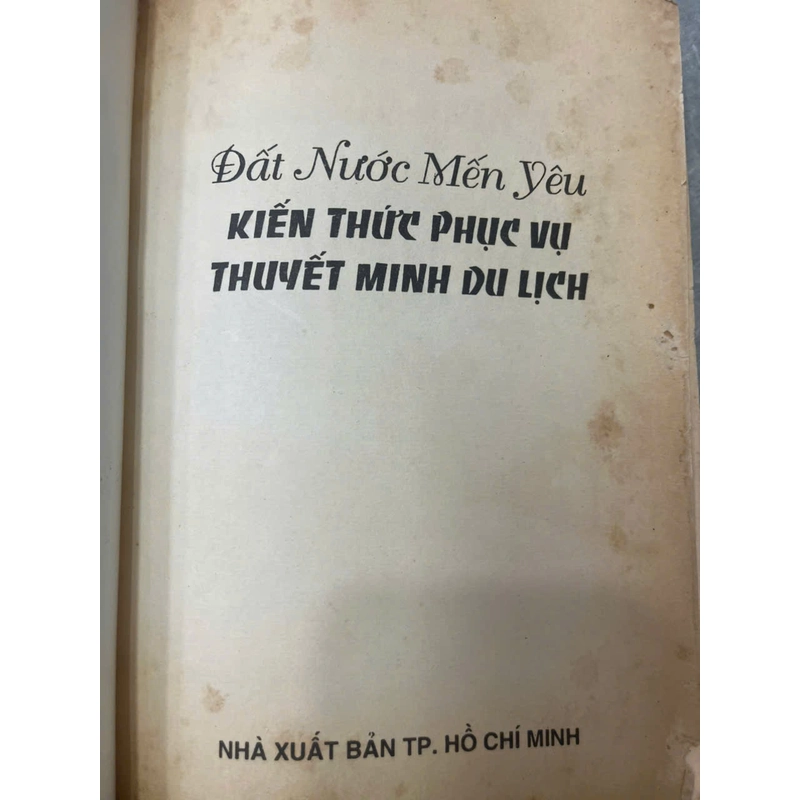 Đất Nước Mến Yêu
KIẾN THỨC PHỤC VỤ
THUYẾT MINH DU LỊCH
NHÀ XUẤT BẢN TP. HỒ CHÍ MINH